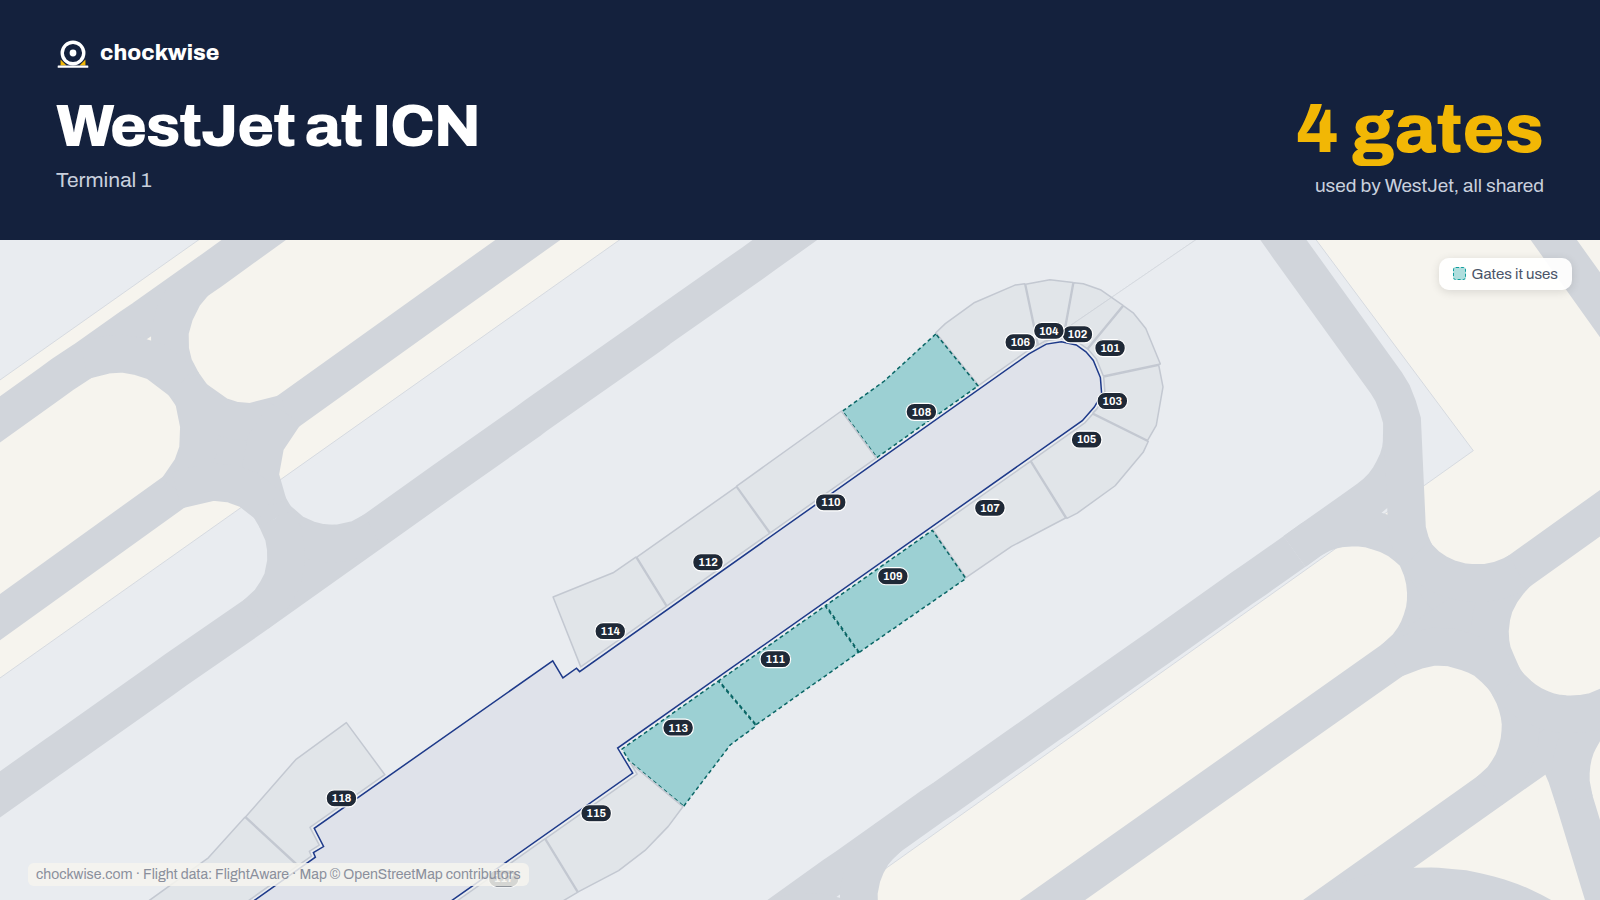 chockwise
WestJet at ICN
Terminal 1
4 gates
used by WestJet, all shared
Gates it uses
104
102
106
101
103
108
105
110
107
112
109
114
111
113
118
115
chockwise.com · Flight data: FlightAware · Map © OpenStreetMap contributors